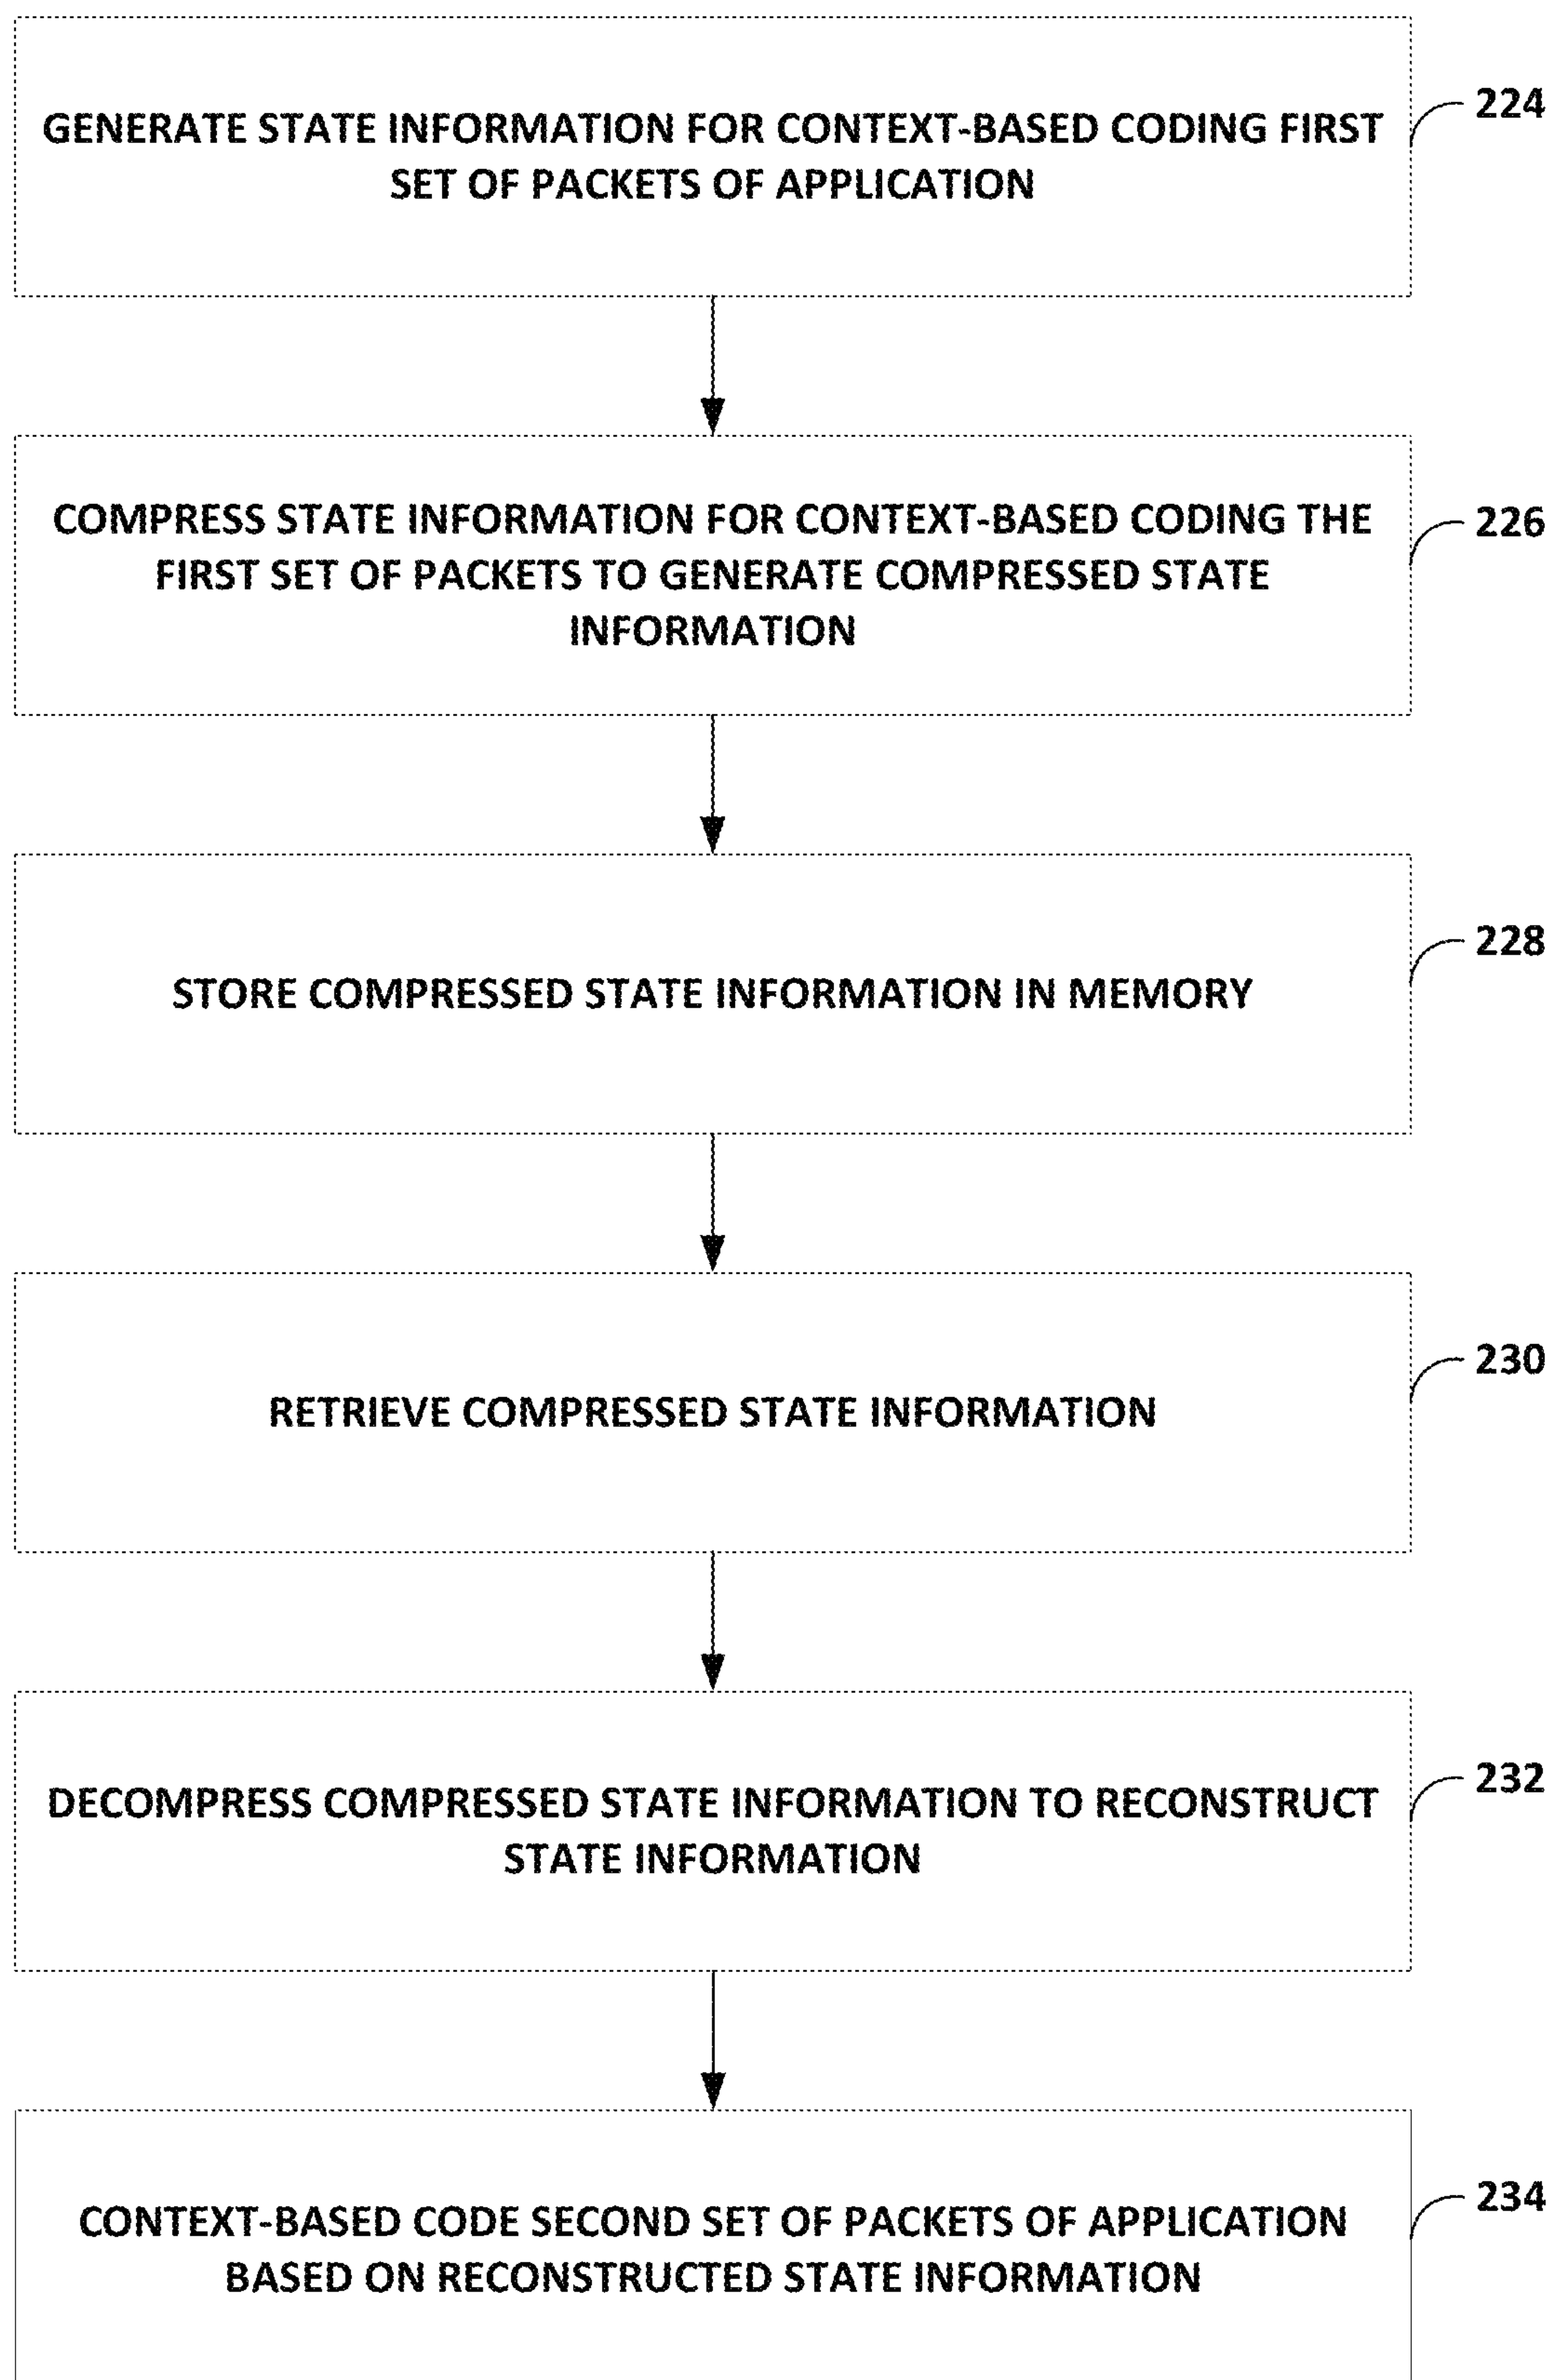 GENERATE STATE INFORMATION FOR CONTEXT-BASED CODING FIRST
SET OF PACKETS OF APPLICATION
224
COMPRESS STATE INFORMATION FOR CONTEXT-BASED CODING THE
FIRST SET OF PACKETS TO GENERATE COMPRESSED STATE
INFORMATION
226
STORE COMPRESSED STATE INFORMATION IN MEMORY
228
RETRIEVE COMPRESSED STATE INFORMATION
230
DECOMPRESS COMPRESSED STATE INFORMATION TO RECONSTRUCT
STATE INFORMATION
232
CONTEXT-BASED CODE SECOND SET OF PACKETS OF APPLICATION
BASED ON RECONSTRUCTED STATE INFORMATION
234